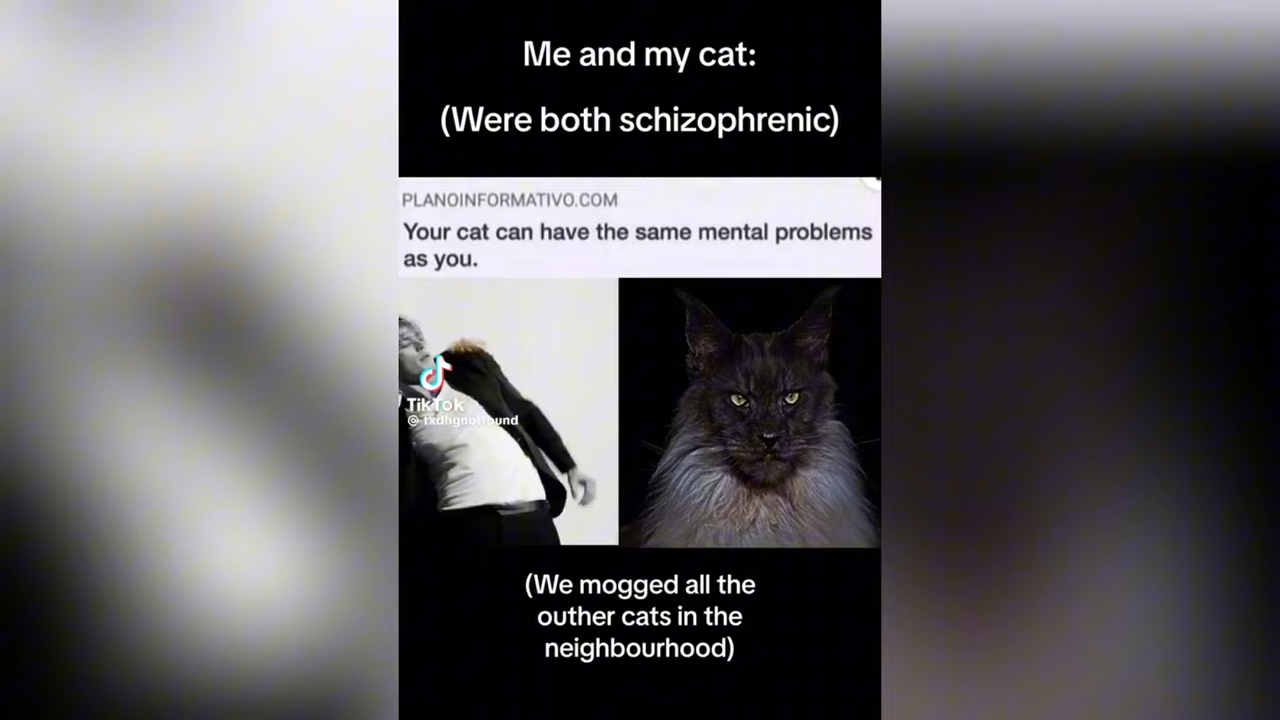 Me and my cat:
(Were both schizophrenic)
PLANOINFORMATIVO.COM
Your cat can have the same mental problems
as you.
TikTok
(We mogged all the
outher cats in the
neighbourhood)